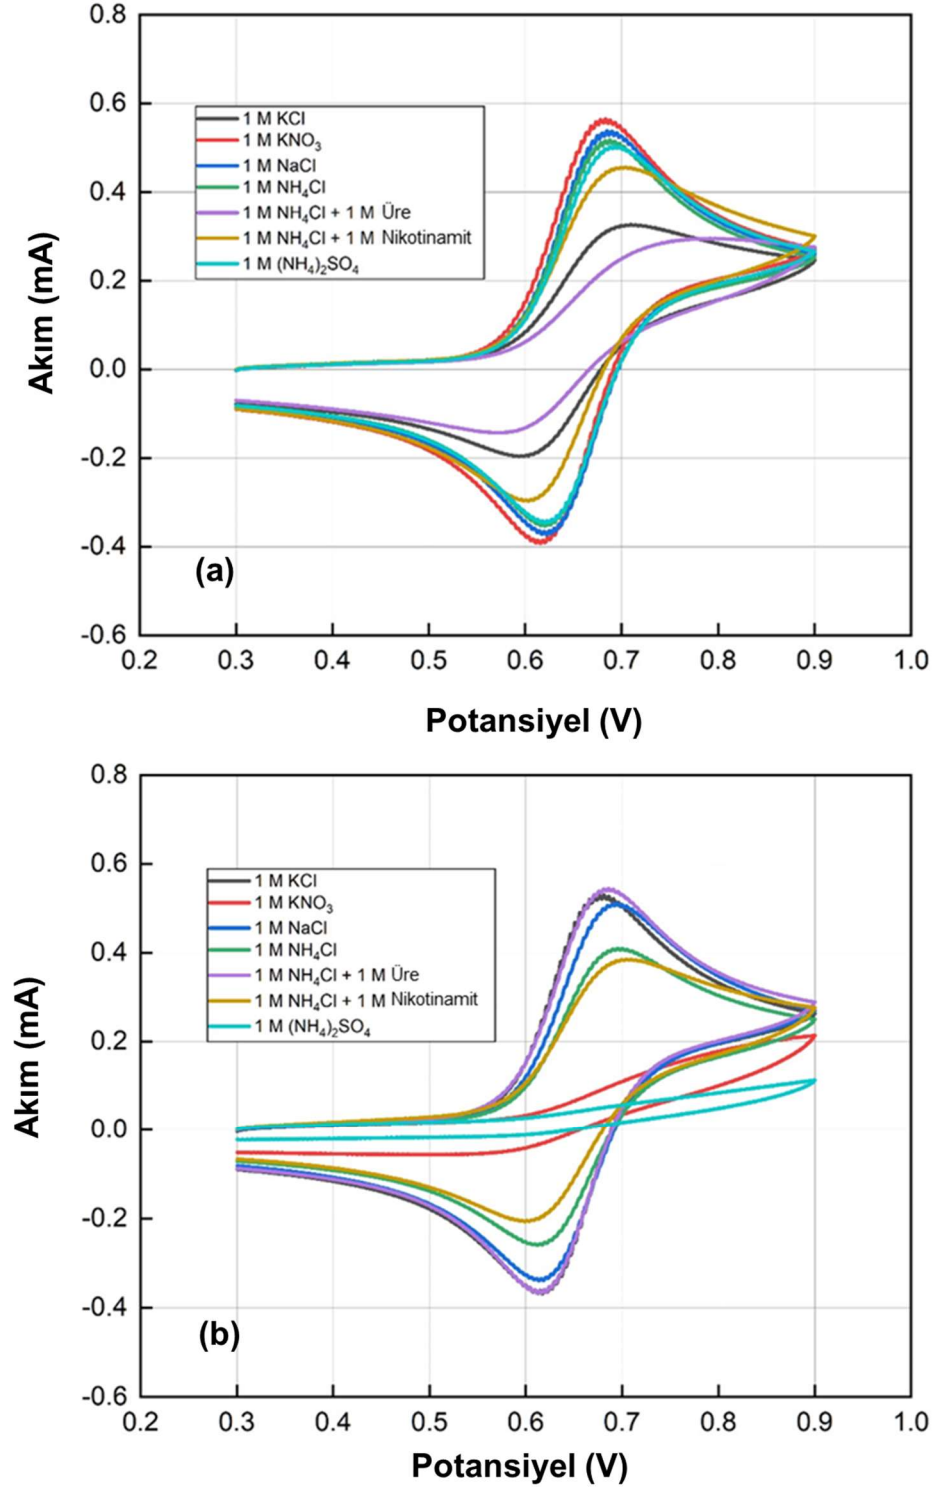 0.8
0.6
0.4
0.2
0.0
-0.2
-0.4
-0.6
Akım (mA)
1 M KCl
1 M KNO₃
1 M NaCl
1 M NH₄Cl
1 M NH₄Cl + 1 M Üre
1 M NH₄Cl + 1 M Nikotinamit
1 M (NH₄)₂SO₄
(a)
0.2 0.3 0.4 0.5 0.6 0.7 0.8 0.9 1.0
Potansiyel (V)
0.8
0.6
0.4
0.2
0.0
-0.2
-0.4
-0.6
Akım (mA)
1 M KCl
1 M KNO₃
1 M NaCl
1 M NH₄Cl
1 M NH₄Cl + 1 M Üre
1 M NH₄Cl + 1 M Nikotinamit
1 M (NH₄)₂SO₄
(b)
0.2 0.3 0.4 0.5 0.6 0.7 0.8 0.9 1.0
Potansiyel (V)